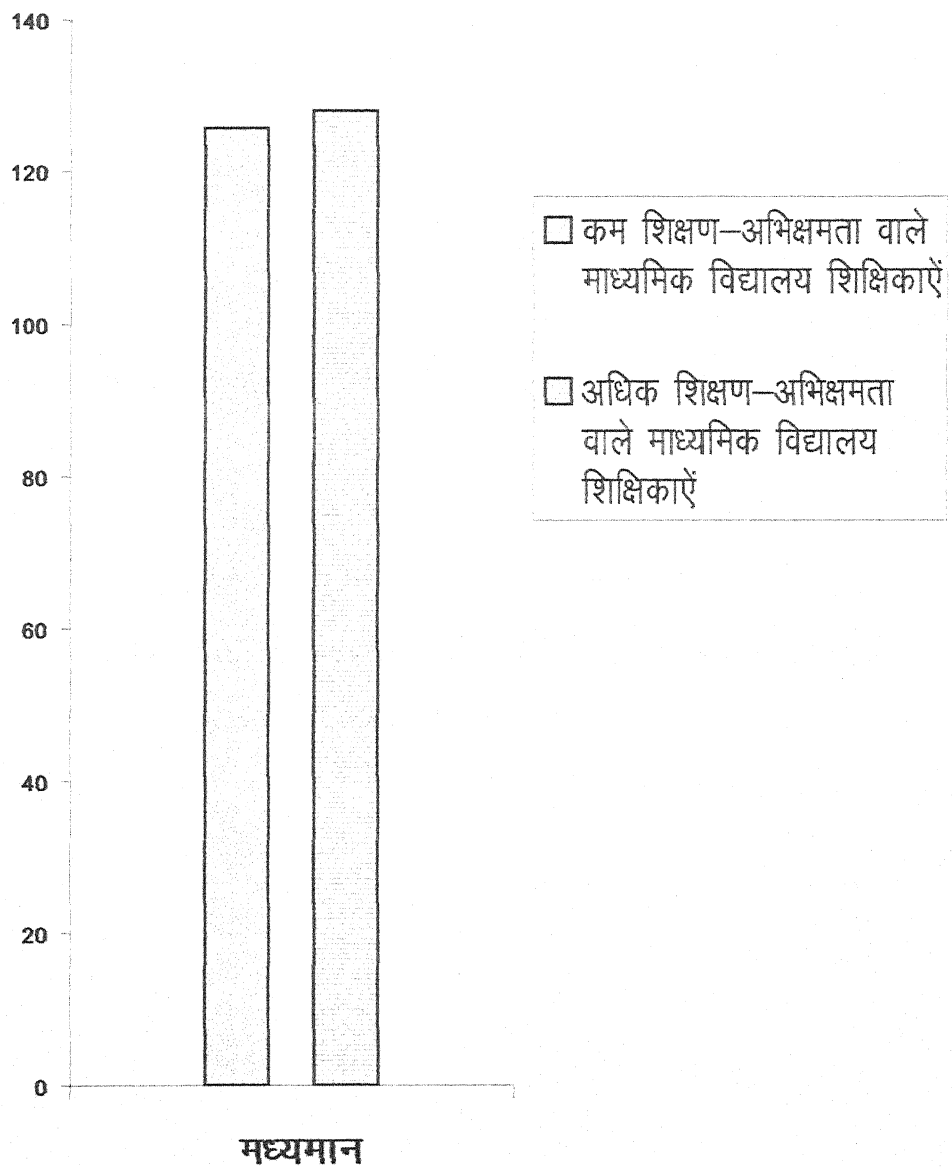 140
120
100
80
60
40
20
0
मध्यमान
कम शिक्षण–अभिक्षमता वाले
माध्यमिक विद्यालय शिक्षिकाऐं
अधिक शिक्षण–अभिक्षमता
वाले माध्यमिक विद्यालय
शिक्षिकाऐं